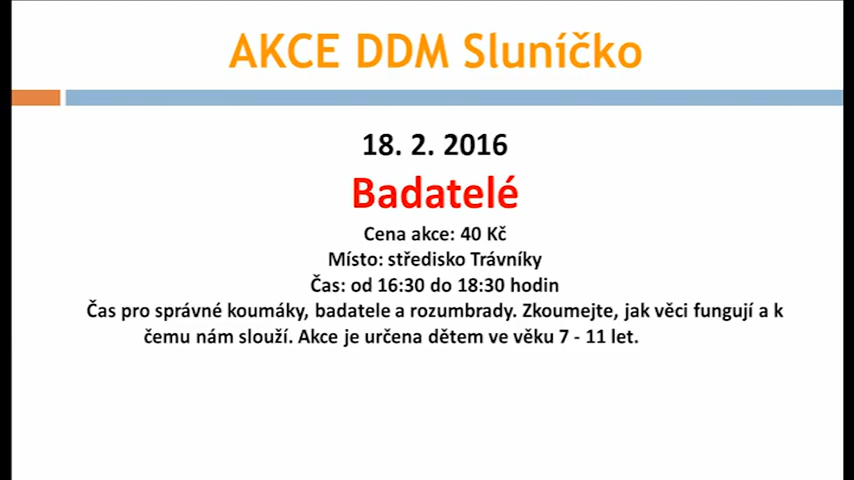 AKCE DDM Sluníčko
18. 2. 2016
Badatelé
Cena akce: 40 Kč
Místo: středisko Trávníky
Čas: od 16:30 do 18:30 hodin
Čas pro správné koumáky, badatele a rozumbrady. Zkoumejte, jak věci fungují a k
čemu nám slouží. Akce je určena dětem ve věku 7 - 11 let.